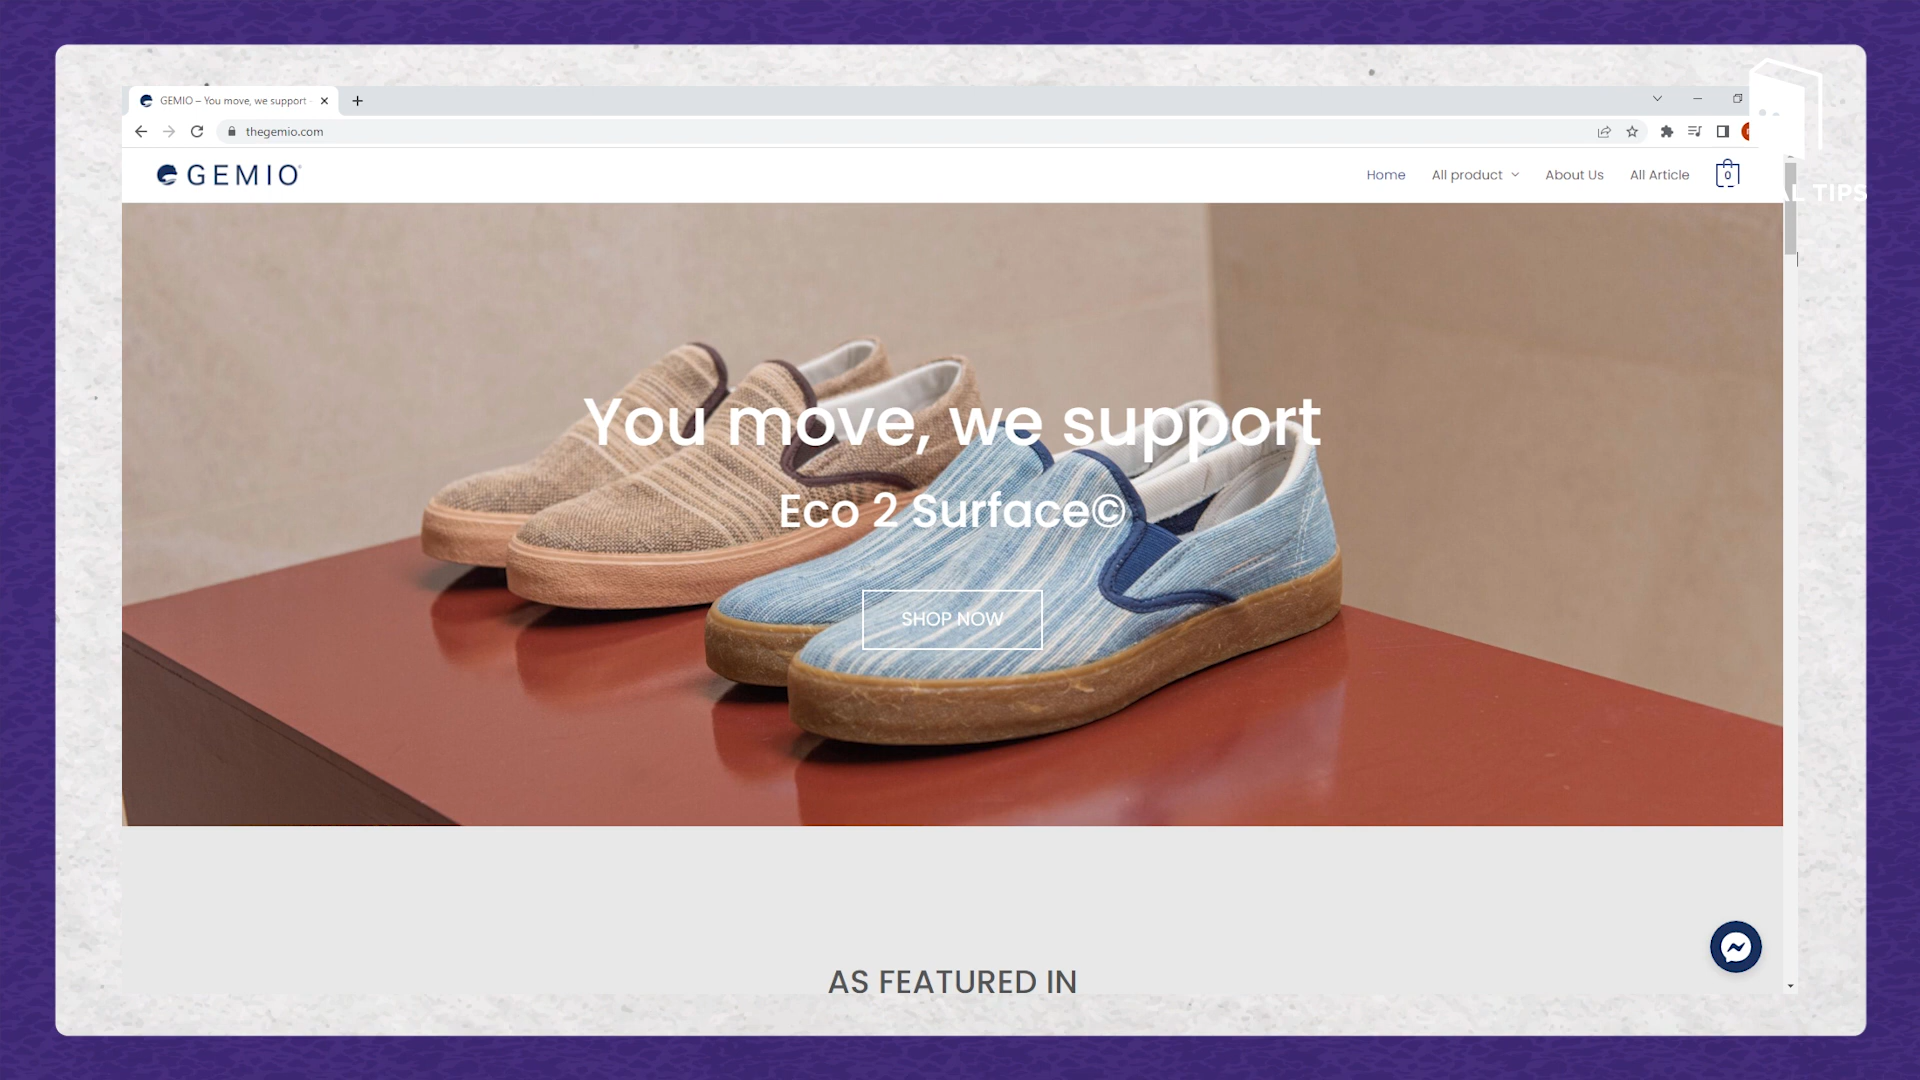 GEMIO – You move, we support
thegemio.com
GEMIO
Home
All product
About Us
All Article
0
TIPS
You move, we support
Eco 2 Surface©
SHOP NOW
AS FEATURED IN